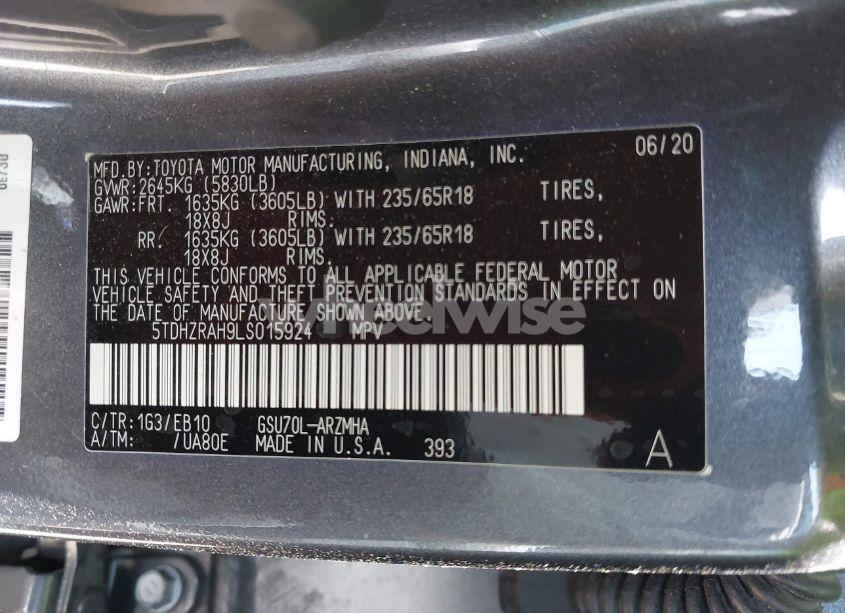 MFD.BY:TOYOTA MOTOR MANUFACTURING, INDIANA, INC. 06/20
GVWR:2645KG (5830LB)
GAWR:FRT. 1635KG (3605LB) WITH 235/65R18 TIRES,
18X8J RIMS.
RR. 1635KG (3605LB) WITH 235/65R18 TIRES,
18X8J RIMS.
THIS VEHICLE CONFORMS TO ALL APPLICABLE FEDERAL MOTOR
VEHICLE SAFETY AND THEFT PREVENTION STANDARDS IN EFFECT ON
THE DATE OF MANUFACTURE SHOWN ABOVE.
5TDHZRAH9LS015924 MPV
C/TR:1G3/EB10 GSU70L-ARZMHA
A/TM: /UA80E MADE IN U.S.A. 393 A